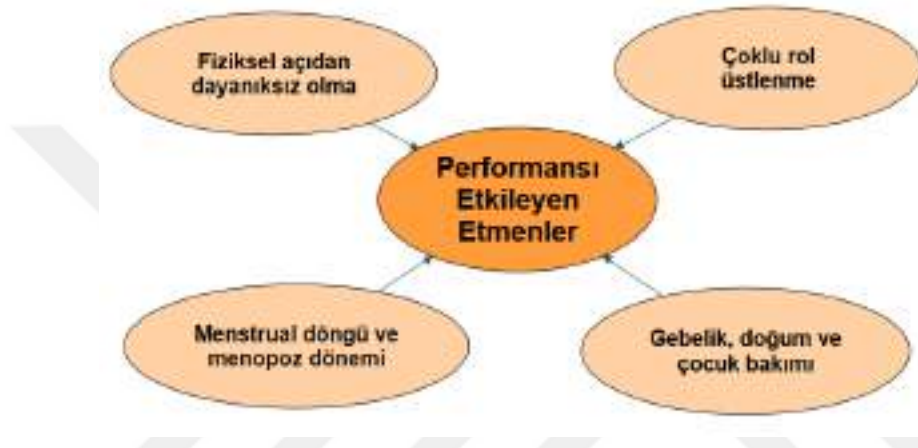 Fiziksel açıdan
dayanıksız olma
Çoklu rol
üstlenme
Performansı
Etkileyen
Etmenler
Menstrual döngü ve
menopoz dönemi
Gebelik, doğum ve
çocuk bakımı